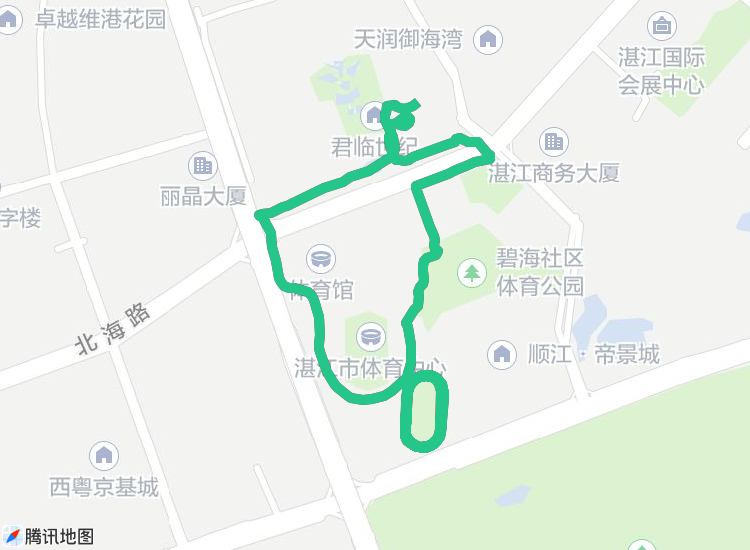 卓越维港花园
天润御海湾
湛江国际
会展中心
君临世纪
丽晶大厦
湛江商务大厦
字楼
体育馆
碧海社区
体育公园
北海路
湛江市体育中心
顺江·帝景城
西粤京基城
腾讯地图